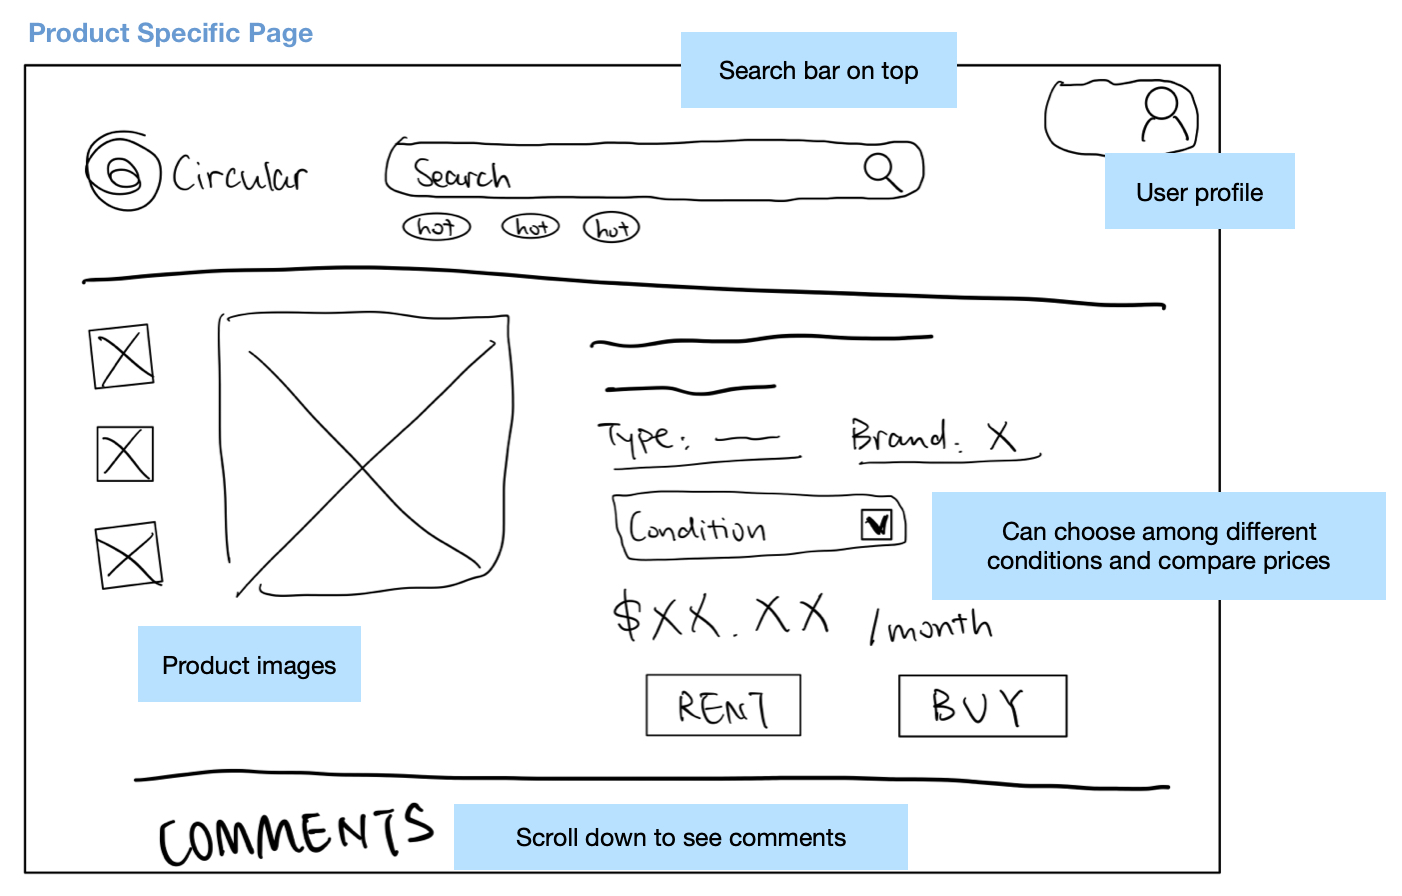 Product Specific Page
Search bar on top
User profile
Circular
Search
hot hot hot
Type:
Brand: X
Condition
Can choose among different
conditions and compare prices
$XX.XX /month
Product images
RENT
BUY
COMMENTS
Scroll down to see comments